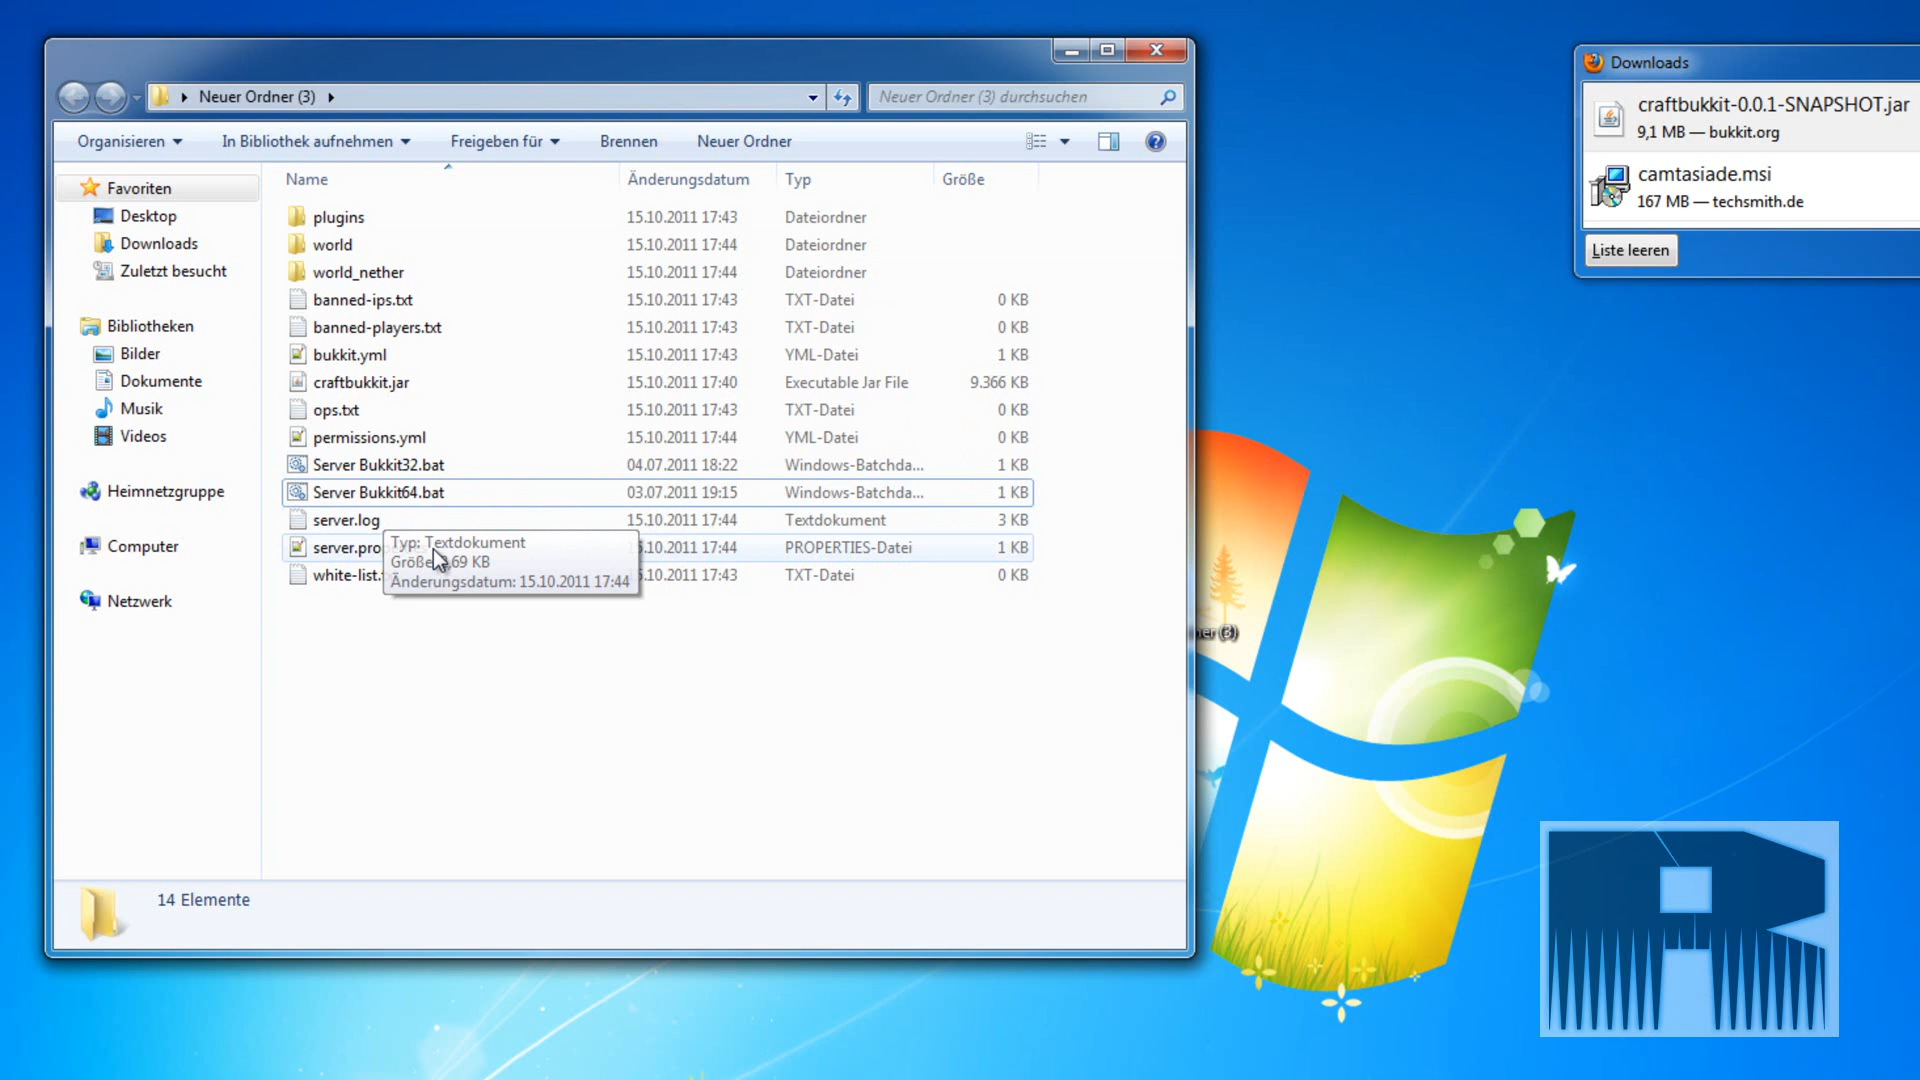 Neuer Ordner (3)
Neuer Ordner (3) durchsuchen
Organisieren
In Bibliothek aufnehmen
Freigeben für
Brennen
Neuer Ordner
Favoriten
Desktop
Downloads
Zuletzt besucht
Bibliotheken
Bilder
Dokumente
Musik
Videos
Heimnetzgruppe
Computer
Netzwerk
Name Änderungsdatum Typ Größe
plugins 15.10.2011 17:43 Dateiordner
world 15.10.2011 17:44 Dateiordner
world_nether 15.10.2011 17:44 Dateiordner
banned-ips.txt 15.10.2011 17:43 TXT-Datei 0 KB
banned-players.txt 15.10.2011 17:43 TXT-Datei 0 KB
bukkit.yml 15.10.2011 17:43 YML-Datei 1 KB
craftbukkit.jar 15.10.2011 17:40 Executable Jar File 9.366 KB
ops.txt 15.10.2011 17:43 TXT-Datei 0 KB
permissions.yml 15.10.2011 17:44 YML-Datei 0 KB
Server Bukkit32.bat 04.07.2011 18:22 Windows-Batchda... 1 KB
Server Bukkit64.bat 03.07.2011 19:15 Windows-Batchda... 1 KB
server.log 15.10.2011 17:44 Textdokument 3 KB
server.pro 5.10.2011 17:44 PROPERTIES-Datei 1 KB
white-list. 5.10.2011 17:43 TXT-Datei 0 KB
Typ: Textdokument
Größe 69 KB
Änderungsdatum: 15.10.2011 17:44
14 Elemente
Downloads
craftbukkit-0.0.1-SNAPSHOT.jar
9,1 MB — bukkit.org
camtasiade.msi
167 MB — techsmith.de
Liste leeren
ner (3)